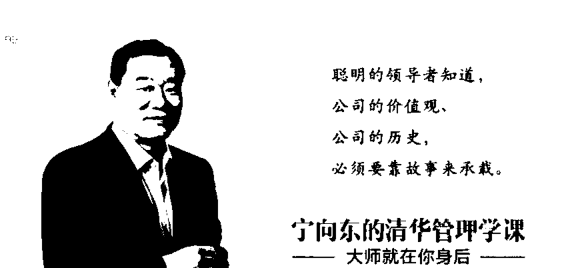 聪明的领导者知道，
公司的价值观、
公司的历史，
必须要靠故事来承载。
宁向东的清华管理学课
大师就在你身后